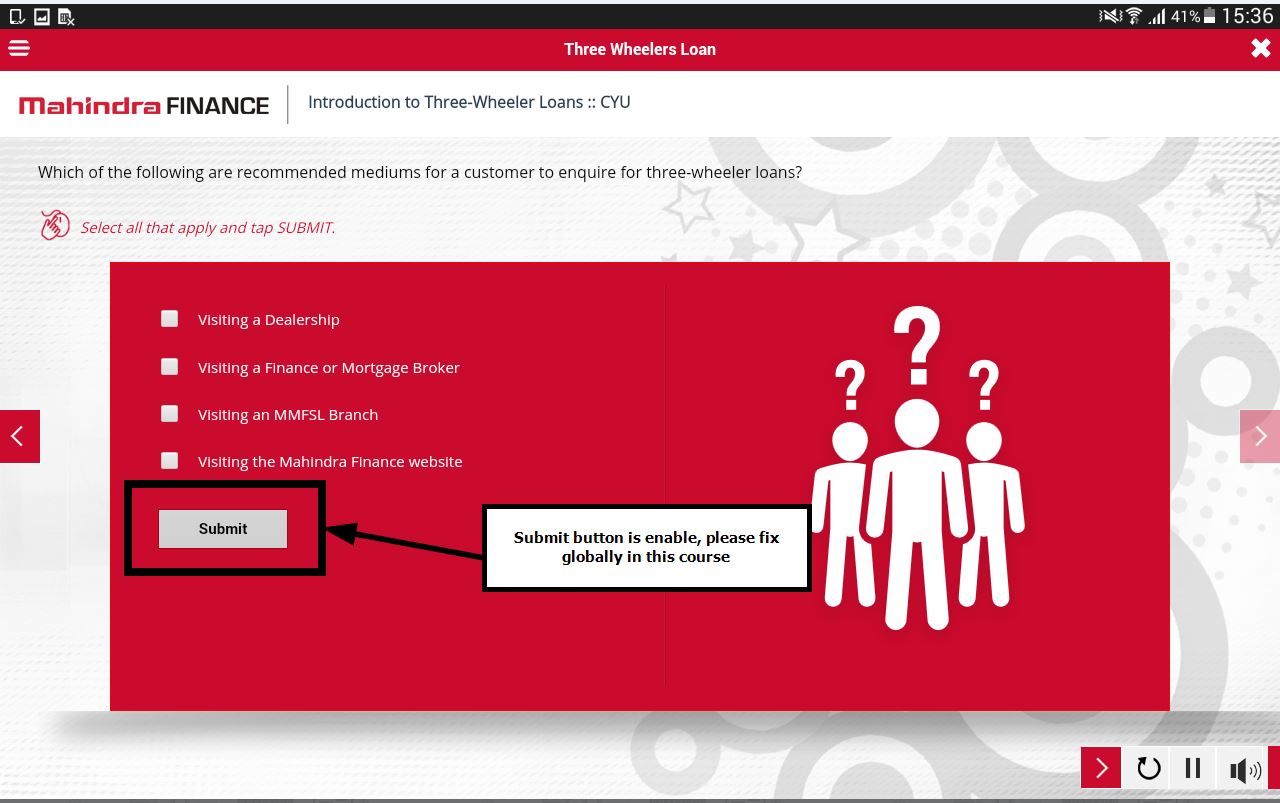 41% 15:36
Three Wheelers Loan
Mahindra FINANCE
Introduction to Three-Wheeler Loans :: CYU
Which of the following are recommended mediums for a customer to enquire for three-wheeler loans?
Select all that apply and tap SUBMIT.
Visiting a Dealership
Visiting a Finance or Mortgage Broker
Visiting an MMFSL Branch
Visiting the Mahindra Finance website
Submit
Submit button is enable, please fix
globally in this course
? ? ?